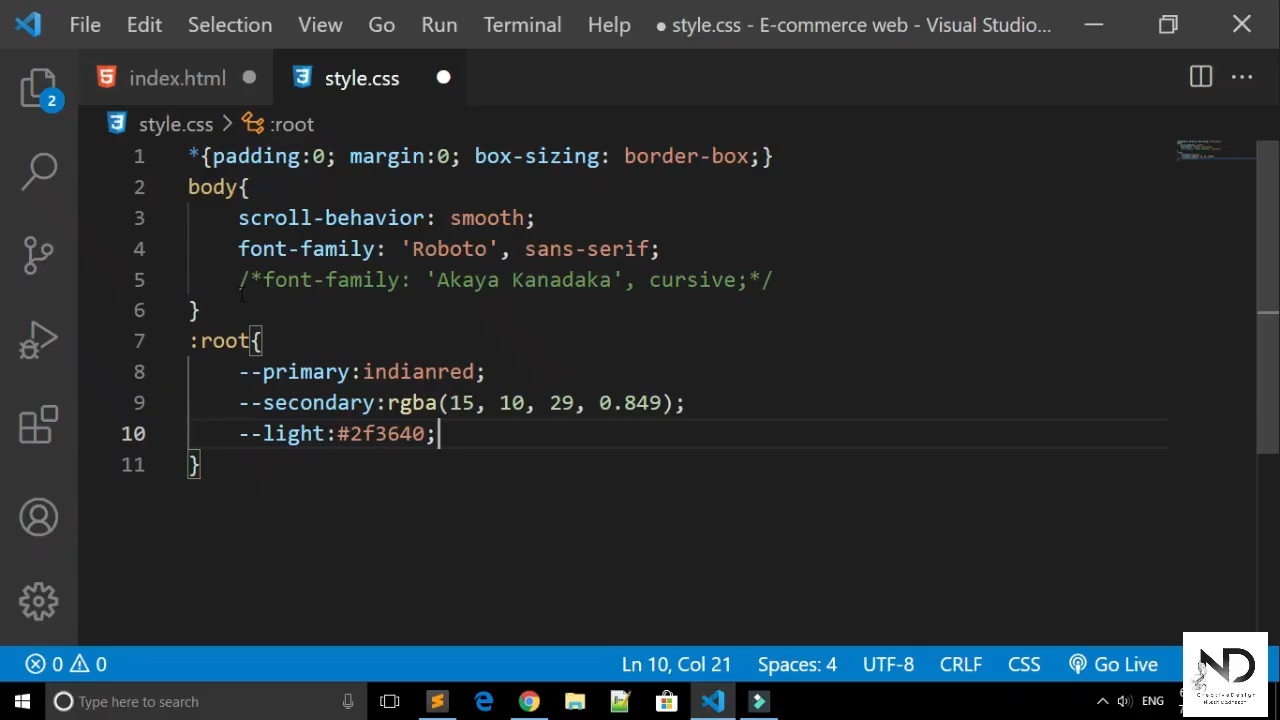 File Edit Selection View Go Run Terminal Help ● style.css - E-commerce web - Visual Studio...
index.html ● style.css ●
style.css > :root
1 *{padding:0; margin:0; box-sizing: border-box;}
2 body{
3 scroll-behavior: smooth;
4 font-family: 'Roboto', sans-serif;
5 /*font-family: 'Akaya Kanadaka', cursive;*/
6 }
7 :root{
8 --primary:indianred;
9 --secondary:rgba(15, 10, 29, 0.849);
10 --light:#2f3640;
11 }
2
0 0 Ln 10, Col 21 Spaces: 4 UTF-8 CRLF CSS Go Live
ND
Type here to search ENG